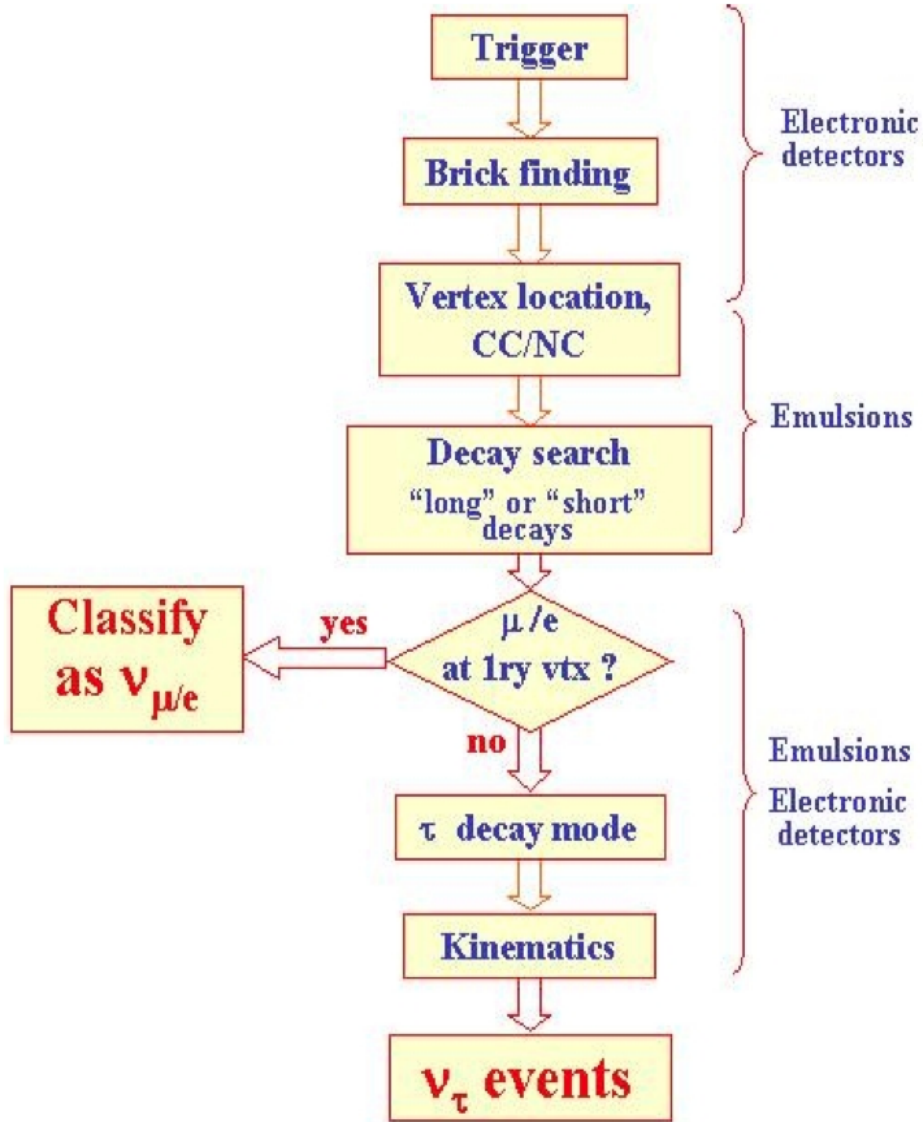 Trigger
Electronic
detectors
Brick finding
Vertex location,
CC/NC
Emulsions
Decay search
“long” or “short”
decays
Classify
as νμ/e
yes
μ /e
at 1ry vtx ?
no
Emulsions
Electronic
detectors
τ decay mode
Kinematics
ντ events